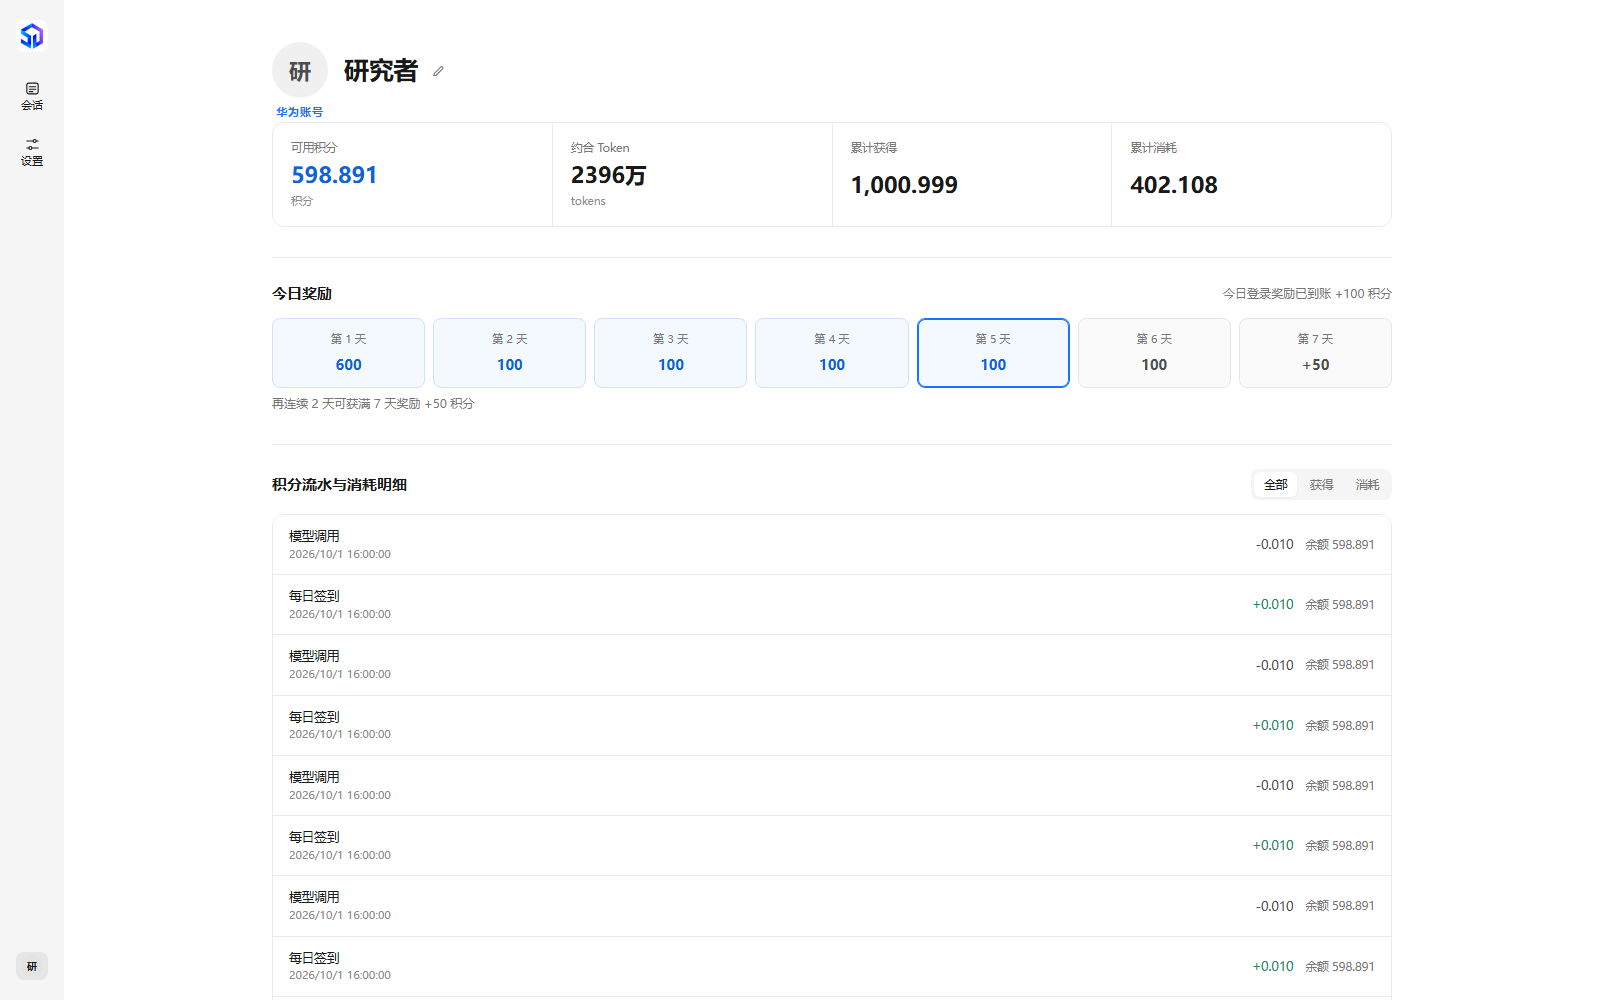 会话
设置
研
研
研究者
华为账号
可用积分
598.891
积分
约合 Token
2396万
tokens
累计获得
1,000.999
累计消耗
402.108
今日奖励
今日登录奖励已到账 +100 积分
第 1 天
600
第 2 天
100
第 3 天
100
第 4 天
100
第 5 天
100
第 6 天
100
第 7 天
+50
再连续 2 天可获满 7 天奖励 +50 积分
积分流水与消耗明细
全部 获得 消耗
模型调用
2026/10/1 16:00:00
-0.010 余额 598.891
每日签到
2026/10/1 16:00:00
+0.010 余额 598.891
模型调用
2026/10/1 16:00:00
-0.010 余额 598.891
每日签到
2026/10/1 16:00:00
+0.010 余额 598.891
模型调用
2026/10/1 16:00:00
-0.010 余额 598.891
每日签到
2026/10/1 16:00:00
+0.010 余额 598.891
模型调用
2026/10/1 16:00:00
-0.010 余额 598.891
每日签到
2026/10/1 16:00:00
+0.010 余额 598.891